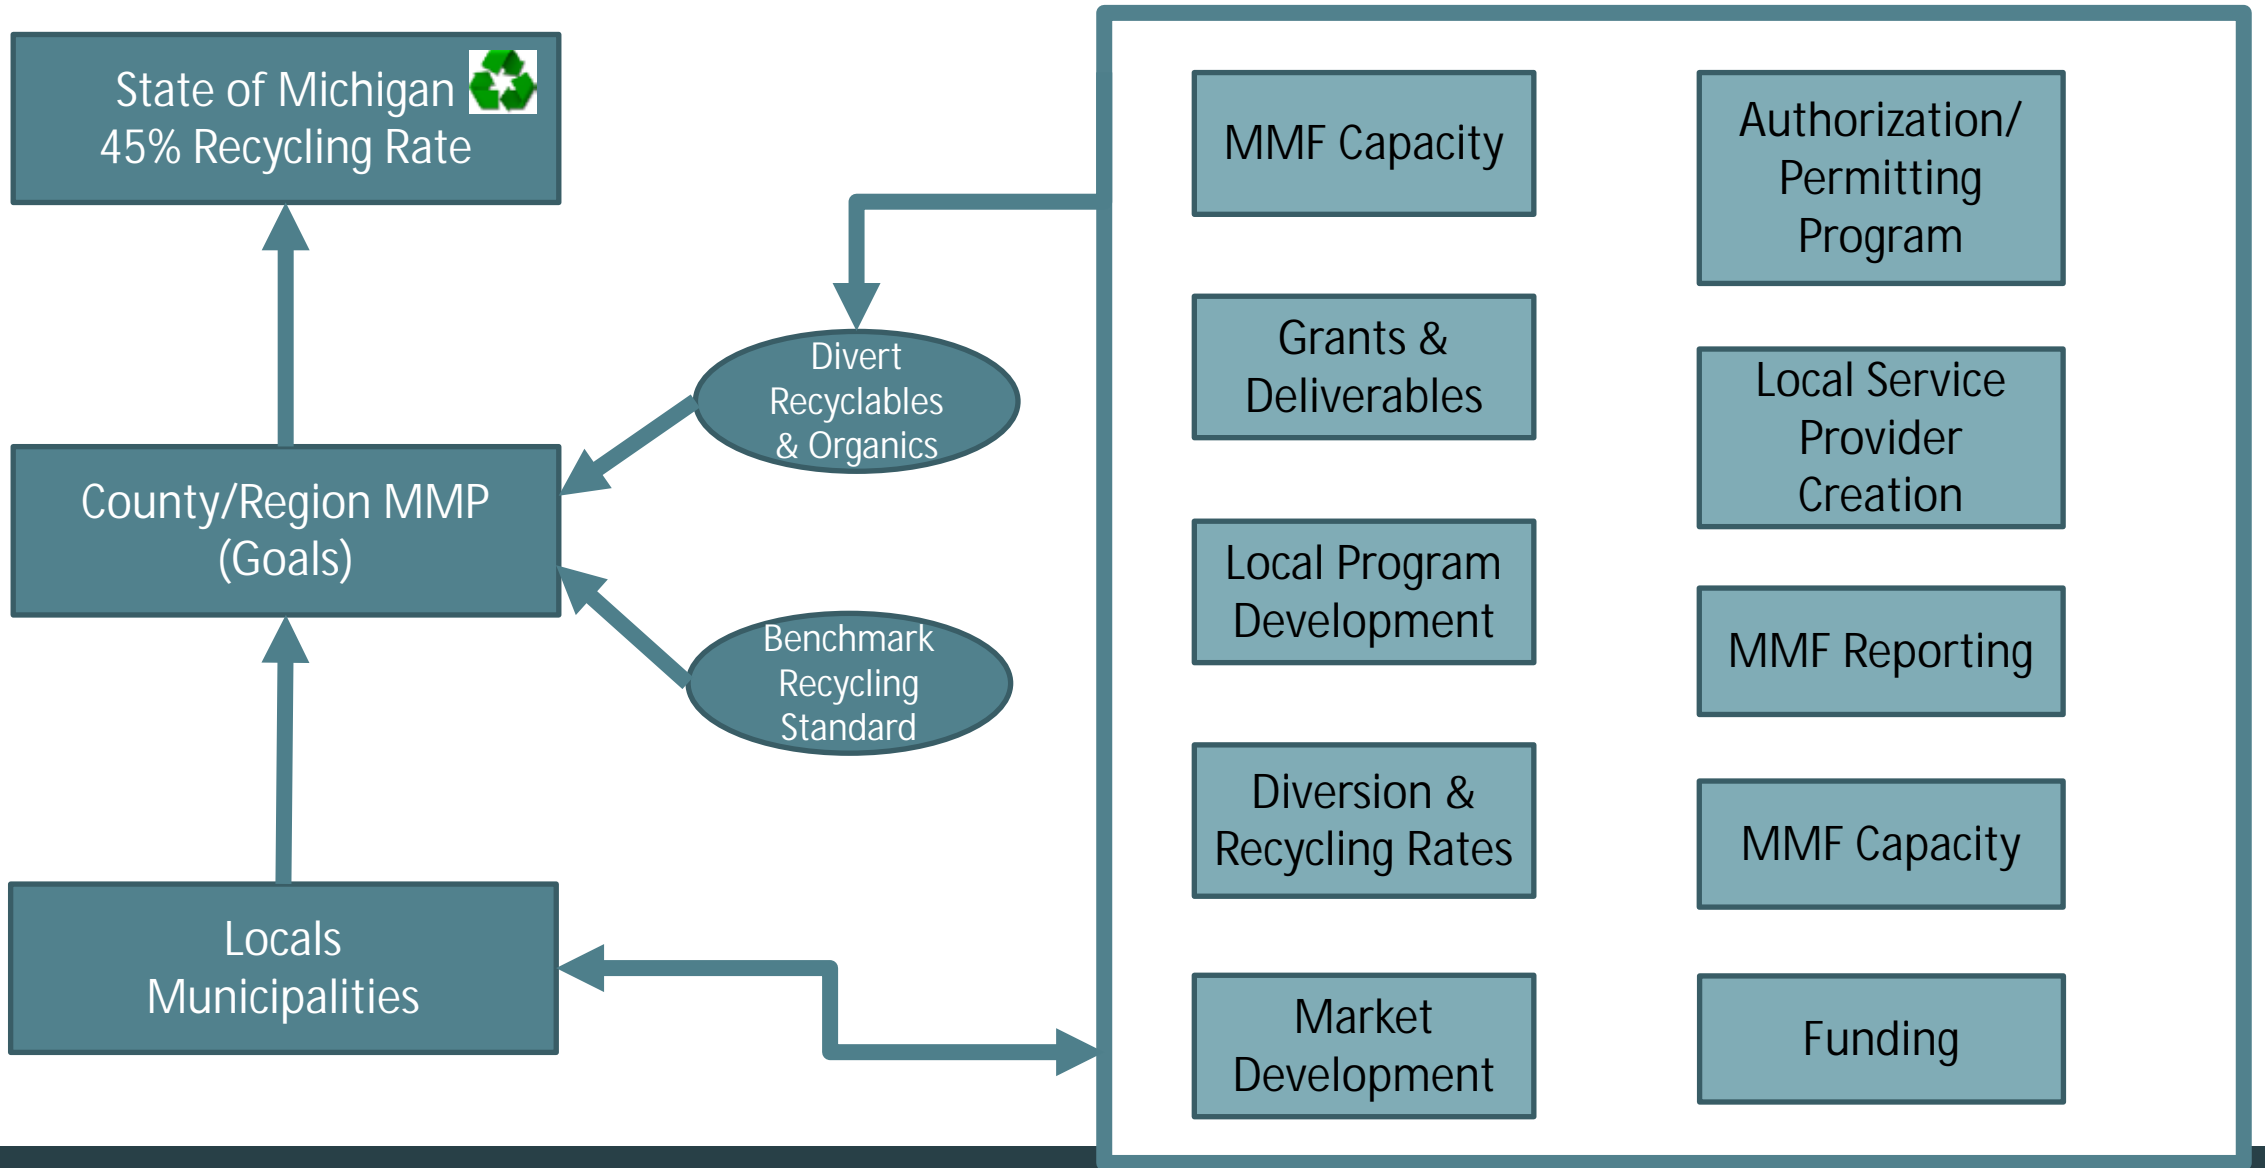 State of Michigan
45% Recycling Rate
County/Region MMP
(Goals)
Locals
Municipalities
Divert
Recyclables
& Organics
Benchmark
Recycling
Standard
MMF Capacity
Grants &
Deliverables
Local Program
Development
Diversion &
Recycling Rates
Market
Development
Authorization/
Permitting
Program
Local Service
Provider
Creation
MMF Reporting
MMF Capacity
Funding